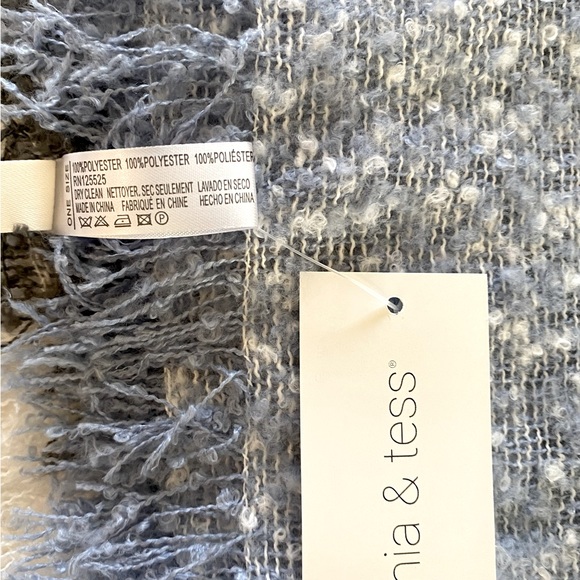 ONE SIZE
100%POLYESTER 100%POLYESTER 100%POLIÉSTER
RN125525
DRY CLEAN NETTOYER.SEC SEULEMENT LAVADO EN SECO
MADE IN CHINA FABRIQUÉ EN CHINE HECHO EN CHINA
P
& tess®